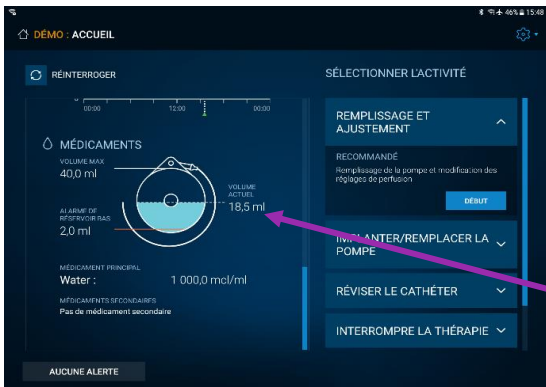 46% 15:48
DÉMO : ACCUEIL
RÉINTERROGER
00:00 12:00 00:00
MÉDICAMENTS
VOLUME MAX
40,0 ml
VOLUME
ACTUEL
18,5 ml
ALARME DE
RÉSERVOIR BAS
2,0 ml
MÉDICAMENT PRINCIPAL
Water : 1 000,0 mcl/ml
MÉDICAMENTS SECONDAIRES
Pas de médicament secondaire
AUCUNE ALERTE
SÉLECTIONNER L'ACTIVITÉ
REMPLISSAGE ET
AJUSTEMENT
RECOMMANDÉ
Remplissage de la pompe et modification des
réglages de perfusion
DÉBUT
IMPLANTER/REMPLACER LA
POMPE
RÉVISER LE CATHÉTER
INTERROMPRE LA THÉRAPIE